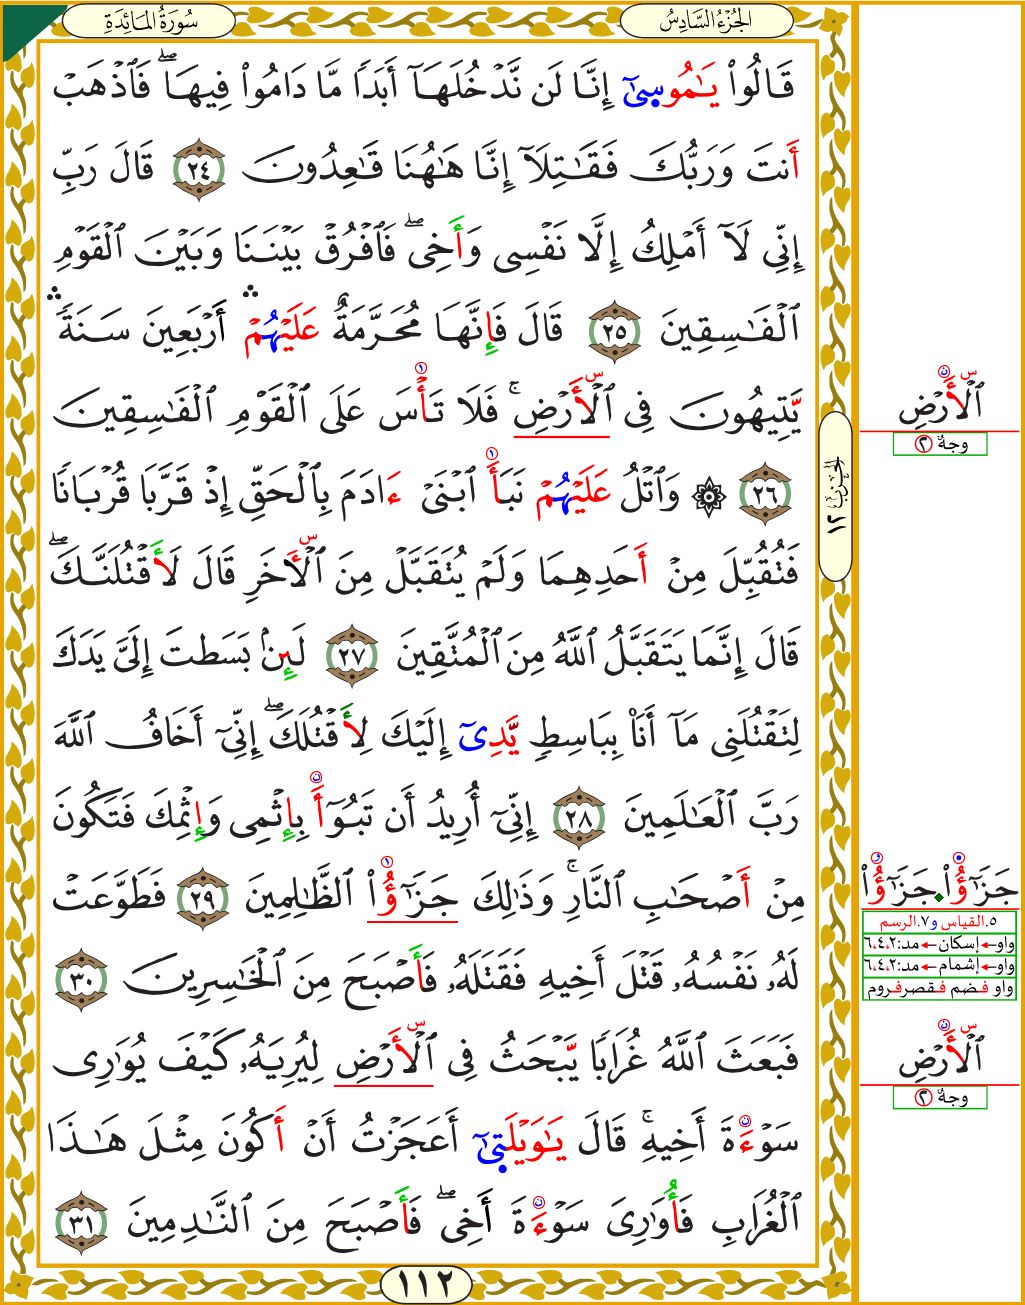 سُورَةُ المَائِدَةِ
الجُزْءُ السَّادِسُ
قَالُواْ يَٰمُوسَىٰٓ إِنَّا لَن نَّدۡخُلَهَآ أَبَدٗا مَّا دَامُواْ فِيهَا فَٱذۡهَبۡ
أَنتَ وَرَبُّكَ فَقَٰتِلَآ إِنَّا هَٰهُنَا قَٰعِدُونَ ٢٤ قَالَ رَبِّ
إِنِّي لَآ أَمۡلِكُ إِلَّا نَفۡسِي وَأَخِيۖ فَٱفۡرُقۡ بَيۡنَنَا وَبَيۡنَ ٱلۡقَوۡمِ
ٱلۡفَٰسِقِينَ ٢٥ قَالَ فَإِنَّهَا مُحَرَّمَةٌ عَلَيۡهُمۡۛ أَرۡبَعِينَ سَنَةٗۛ
يَتِيهُونَ فِي ٱلۡأَرۡضِۚ فَلَا تَأۡسَ عَلَى ٱلۡقَوۡمِ ٱلۡفَٰسِقِينَ
٢٦ ۞ وَٱتۡلُ عَلَيۡهُمۡ نَبَأَ ٱبۡنَيۡ ءَادَمَ بِٱلۡحَقِّ إِذۡ قَرَّبَا قُرۡبَانٗا
فَتُقُبِّلَ مِنۡ أَحَدِهِمَا وَلَمۡ يُتَقَبَّلۡ مِنَ ٱلۡأٓخَرِ قَالَ لَأَقۡتُلَنَّكَۖ
قَالَ إِنَّمَا يَتَقَبَّلُ ٱللَّهُ مِنَ ٱلۡمُتَّقِينَ ٢٧ لَئِنۢ بَسَطتَ إِلَيَّ يَدَكَ
لِتَقۡتُلَنِي مَآ أَنَا۠ بِبَاسِطٖ يَّدِيٓ إِلَيۡكَ لِأَقۡتُلَكَۖ إِنِّيٓ أَخَافُ ٱللَّهَ
رَبَّ ٱلۡعَٰلَمِينَ ٢٨ إِنِّيٓ أُرِيدُ أَن تَبُوٓأَ بِإِثۡمِي وَإِثۡمِكَ فَتَكُونَ
مِنۡ أَصۡحَٰبِ ٱلنَّارِۚ وَذَٰلِكَ جَزَٰٓؤُاْ ٱلظَّٰلِمِينَ ٢٩ فَطَوَّعَتۡ
لَهُۥ نَفۡسُهُۥ قَتۡلَ أَخِيهِ فَقَتَلَهُۥ فَأَصۡبَحَ مِنَ ٱلۡخَٰسِرِينَ ٣٠
فَبَعَثَ ٱللَّهُ غُرَابٗا يَّبۡحَثُ فِي ٱلۡأَرۡضِ لِيُرِيَهُۥ كَيۡفَ يُوَٰرِي
سَوۡءَةَ أَخِيهِۚ قَالَ يَٰوَيۡلَتَىٰٓ أَعَجَزۡتُ أَنۡ أَكُونَ مِثۡلَ هَٰذَا
ٱلۡغُرَابِ فَأُوَٰرِيَ سَوۡءَةَ أَخِيۖ فَأَصۡبَحَ مِنَ ٱلنَّٰدِمِينَ ٣١
١١٢
الحزب ١٢
ٱلۡأَرۡضِ
وجهٌ ٢
جَزَٰٓؤُاْ جَزَٰٓؤُاْ
٥.القياس و٧.الرسم
واو←إسكان←مد:٦،٤،٢
واو←إشمام←مد:٦،٤،٢
واو فضم فقصرفروم
ٱلۡأَرۡضِ
وجهٌ ٢